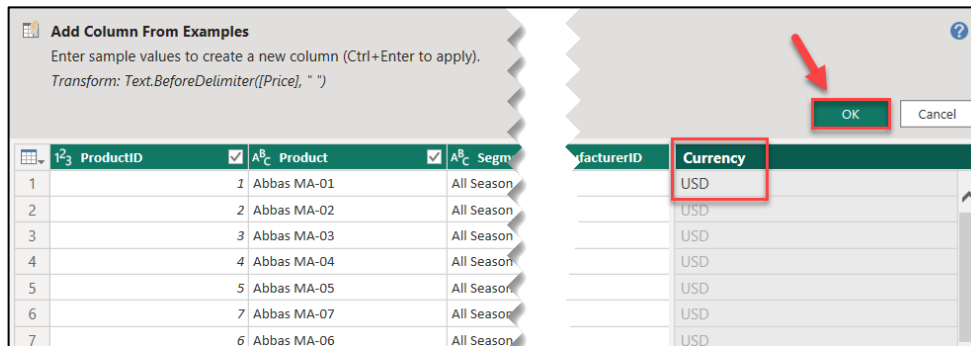 Add Column From Examples
Enter sample values to create a new column (Ctrl+Enter to apply).
Transform: Text.BeforeDelimiter([Price], " ")
OK Cancel
1²3 ProductID ABC Product ABC Segm ufacturerID Currency
1 1 Abbas MA-01 All Season USD
2 2 Abbas MA-02 All Season USD
3 3 Abbas MA-03 All Season USD
4 4 Abbas MA-04 All Season USD
5 5 Abbas MA-05 All Season USD
6 7 Abbas MA-07 All Season USD
7 6 Abbas MA-06 All Season USD